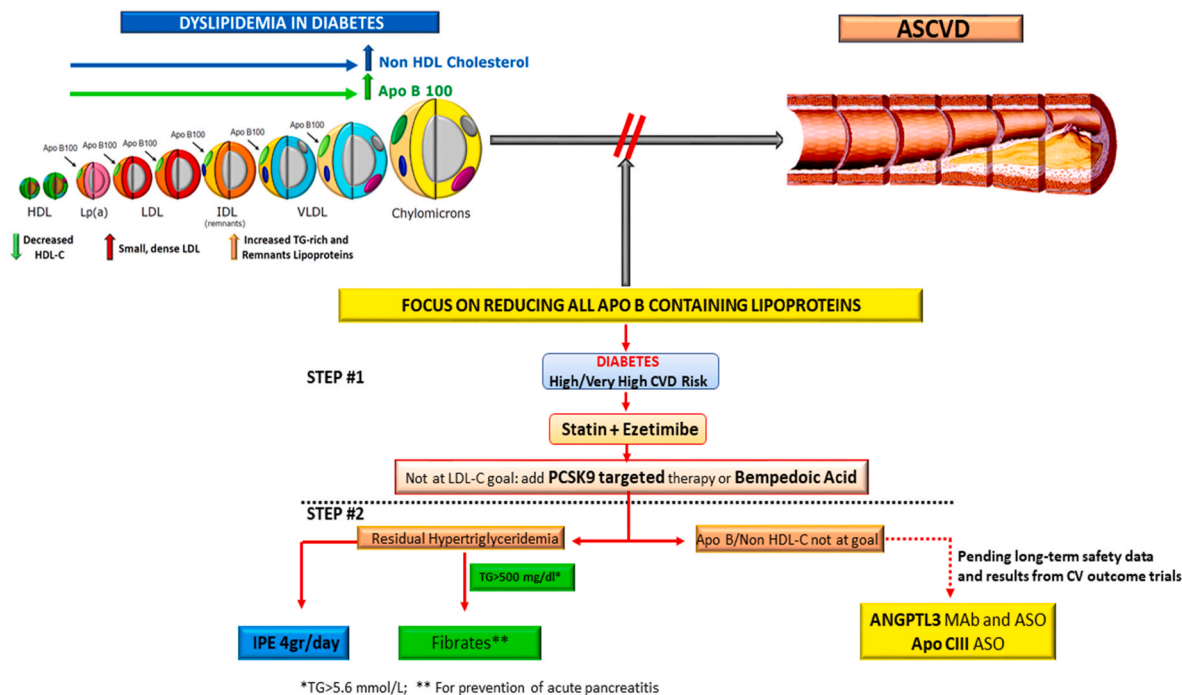 DYSLIPIDEMIA IN DIABETES
ASCVD
Non HDL Cholesterol
Apo B 100
Apo B100
Apo B100
Apo B100
Apo B100
Apo B100
Apo B100
HDL
Lp(a)
LDL
IDL
(remnants)
VLDL
Chylomicrons
Decreased
HDL-C
Small, dense LDL
Increased TG-rich and
Remnants Lipoproteins
FOCUS ON REDUCING ALL APO B CONTAINING LIPOPROTEINS
STEP #1
DIABETES
High/Very High CVD Risk
Statin + Ezetimibe
Not at LDL-C goal: add PCSK9 targeted therapy or Bempedoic Acid
STEP #2
Residual Hypertriglyceridemia
Apo B/Non HDL-C not at goal
TG>500 mg/dl*
Pending long-term safety data
and results from CV outcome trials
IPE 4gr/day
Fibrates**
ANGPTL3 MAb and ASO
Apo CIII ASO
*TG>5.6 mmol/L; ** For prevention of acute pancreatitis